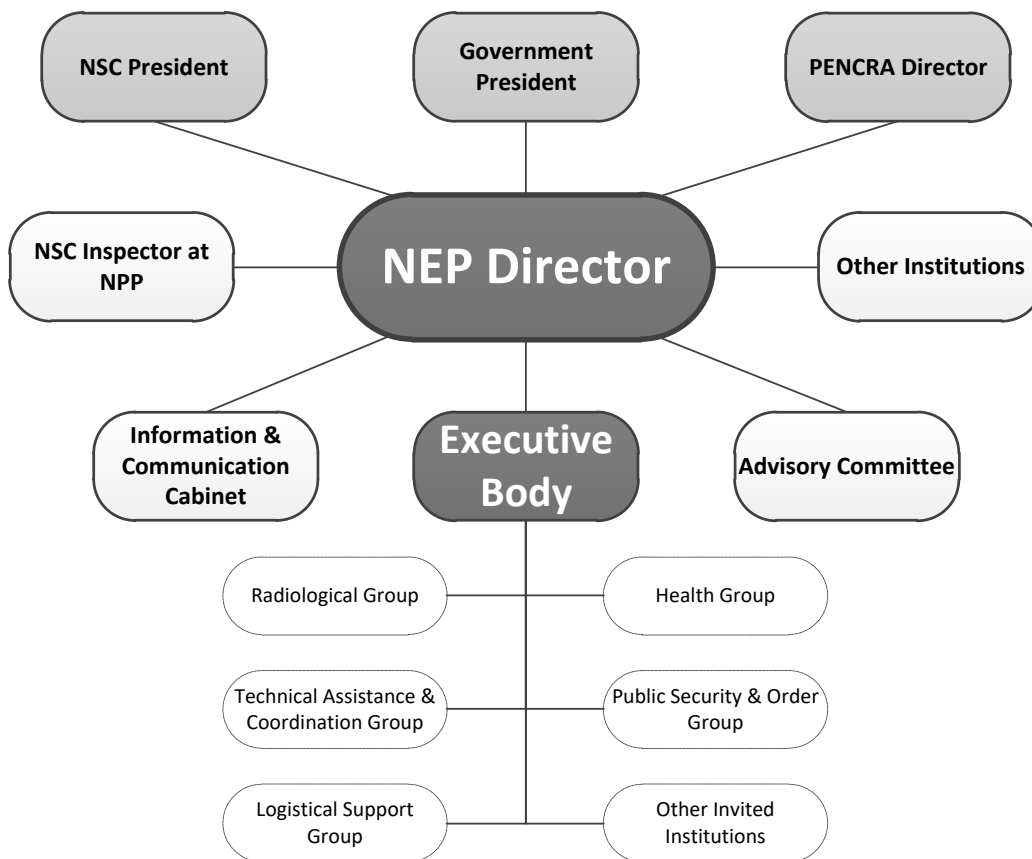 NSC President
Government
President
PENCRA Director
NSC Inspector at
NPP
NEP Director
Other Institutions
Information &
Communication
Cabinet
Executive
Body
Advisory Committee
Radiological Group
Health Group
Technical Assistance &
Coordination Group
Public Security & Order
Group
Logistical Support
Group
Other Invited
Institutions